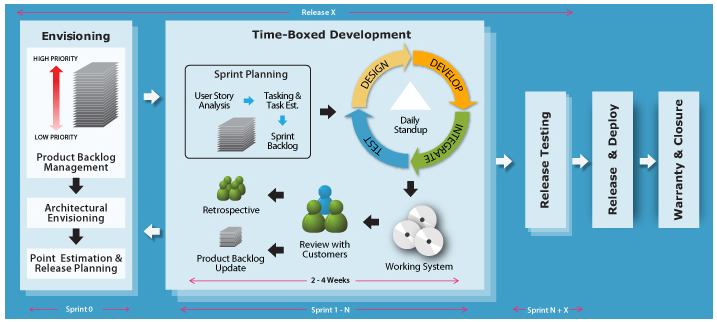 Release X
Envisioning
HIGH PRIORITY
LOW PRIORITY
Product Backlog
Management
Architectural
Envisioning
Point Estimation &
Release Planning
Sprint 0
Time-Boxed Development
Sprint Planning
User Story
Analysis
Tasking &
Task Est.
Sprint
Backlog
DESIGN
DEVELOP
INTEGRATE
TEST
Daily
Standup
Retrospective
Product Backlog
Update
Review with
Customers
Working System
2 - 4 Weeks
Sprint 1 - N
Release Testing
Sprint N + X
Release & Deploy
Warranty & Closure